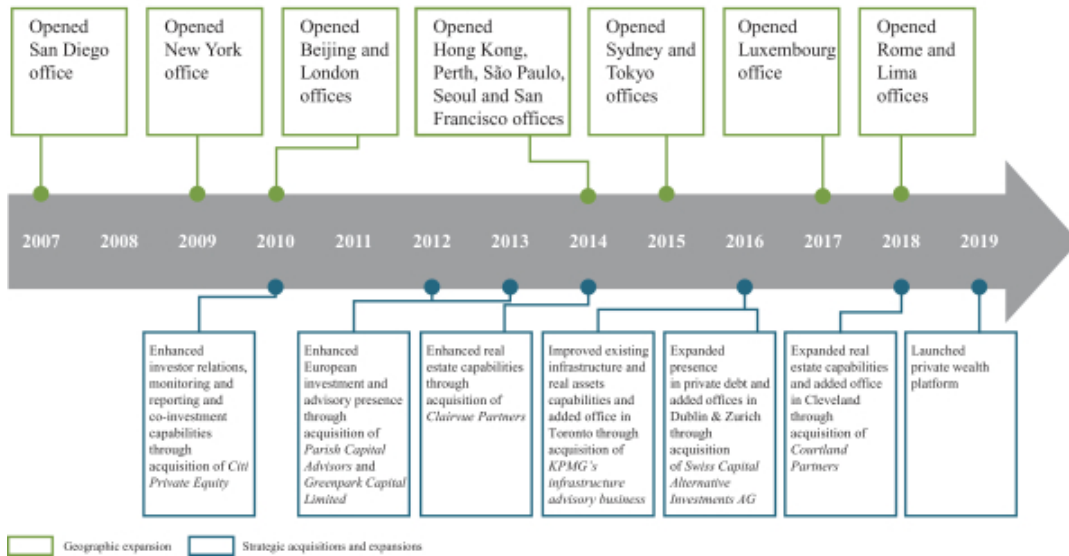 Opened
San Diego
office
Opened
New York
office
Opened
Beijing and
London
offices
Opened
Hong Kong,
Perth, São Paulo,
Seoul and San
Francisco offices
Opened
Sydney and
Tokyo
offices
Opened
Luxembourg
office
Opened
Rome and
Lima
offices
2007 2008 2009 2010 2011 2012 2013 2014 2015 2016 2017 2018 2019
Enhanced
investor relations,
monitoring and
reporting and
co-investment
capabilities
through
acquisition of Citi
Private Equity
Enhanced
European
investment and
advisory presence
through
acquisition of
Parish Capital
Advisors and
Greenpark Capital
Limited
Enhanced real
estate capabilities
through
acquisition of
Clairvue Partners
Improved existing
infrastructure and
real assets
capabilities and
added office in
Toronto through
acquisition of
KPMG's
infrastructure
advisory business
Expanded
presence
in private debt and
added offices in
Dublin & Zurich
through
acquisition
of Swiss Capital
Alternative
Investments AG
Expanded real
estate capabilities
and added office
in Cleveland
through
acquisition of
Courtland
Partners
Launched
private wealth
platform
Geographic expansion
Strategic acquisitions and expansions